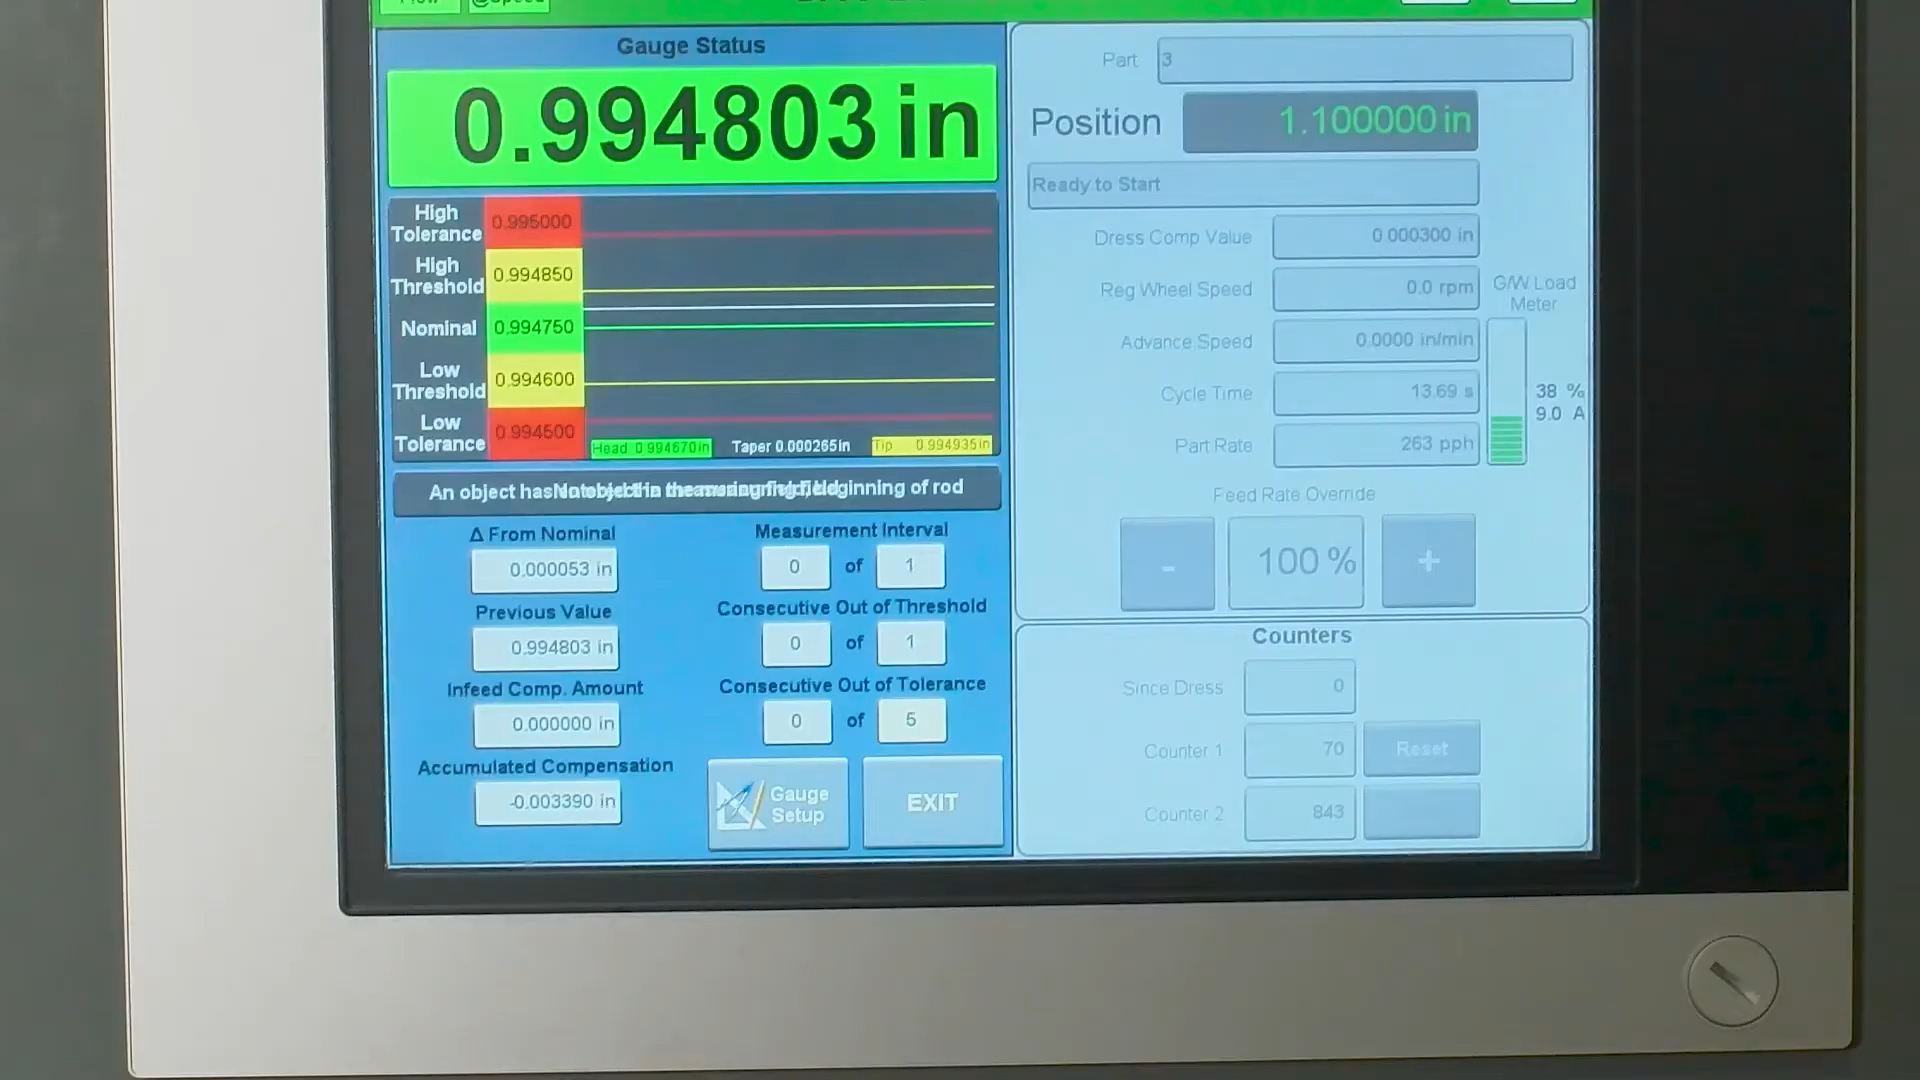 Flow @Speed
Gauge Status
0.994803 in
High Tolerance 0.995000
High Threshold 0.994850
Nominal 0.994750
Low Threshold 0.994600
Low Tolerance 0.994500
Head 0.994670in Taper 0.000265in Tip 0.994935in
Δ From Nominal
0.000053 in
Previous Value
0.994803 in
Infeed Comp. Amount
0.000000 in
Accumulated Compensation
-0.003390 in
Measurement Interval
0 of 1
Consecutive Out of Threshold
0 of 1
Consecutive Out of Tolerance
0 of 5
Gauge Setup
EXIT
Part 3
Position 1.100000 in
Ready to Start
Dress Comp Value 0.000300 in
Reg Wheel Speed 0.0 rpm
Advance Speed 0.0000 in/min
Cycle Time 13.69 s
Part Rate 263 pph
G/W Load
Meter
38 %
9.0 A
Feed Rate Override
- 100 % +
Counters
Since Dress 0
Counter 1 70 Reset
Counter 2 843